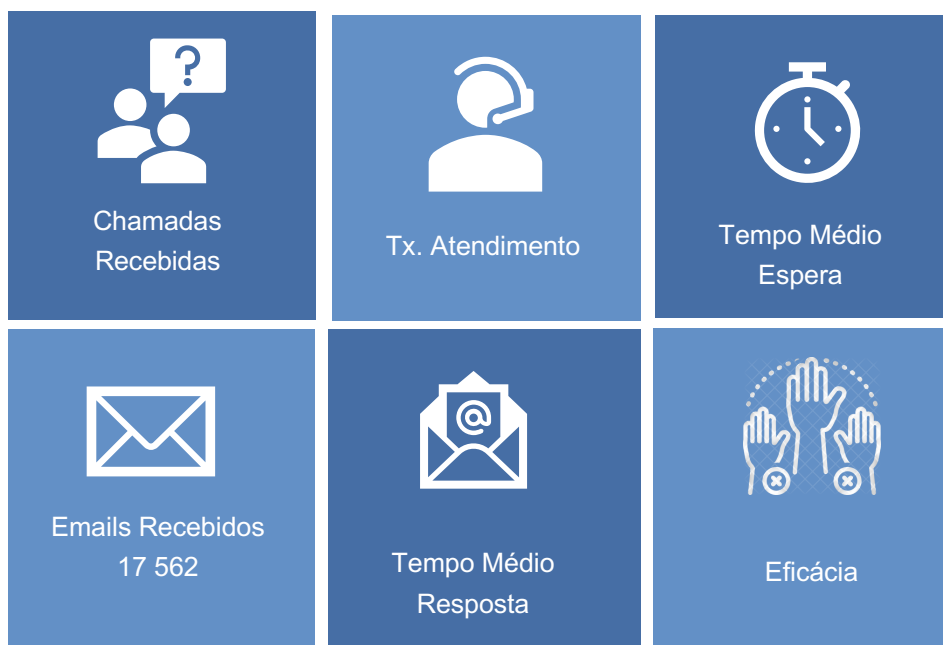 ?
Chamadas
Recebidas
Tx. Atendimento
Tempo Médio
Espera
Emails Recebidos
17 562
@
Tempo Médio
Resposta
Eficácia